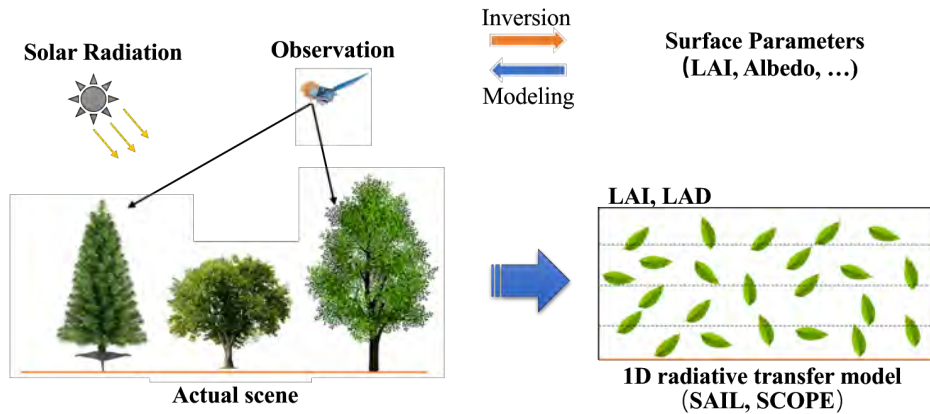 Solar Radiation
Observation
Inversion
Modeling
Surface Parameters
(LAI, Albedo, …)
Actual scene
LAI, LAD
1D radiative transfer model
(SAIL, SCOPE)